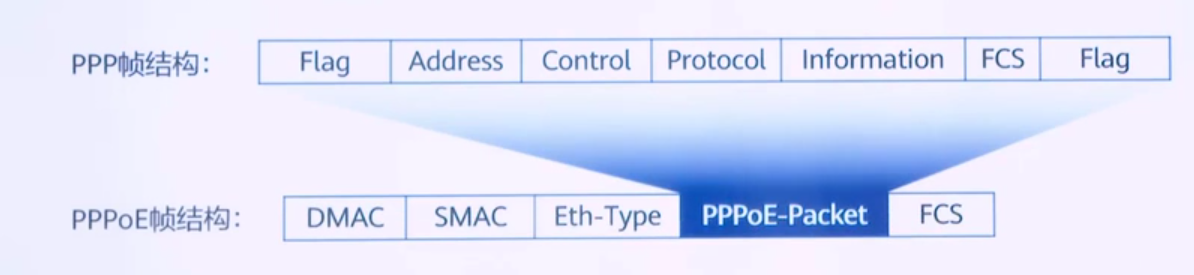 PPP帧结构: Flag Address Control Protocol Information FCS Flag
PPPoE帧结构: DMAC SMAC Eth-Type PPPoE-Packet FCS